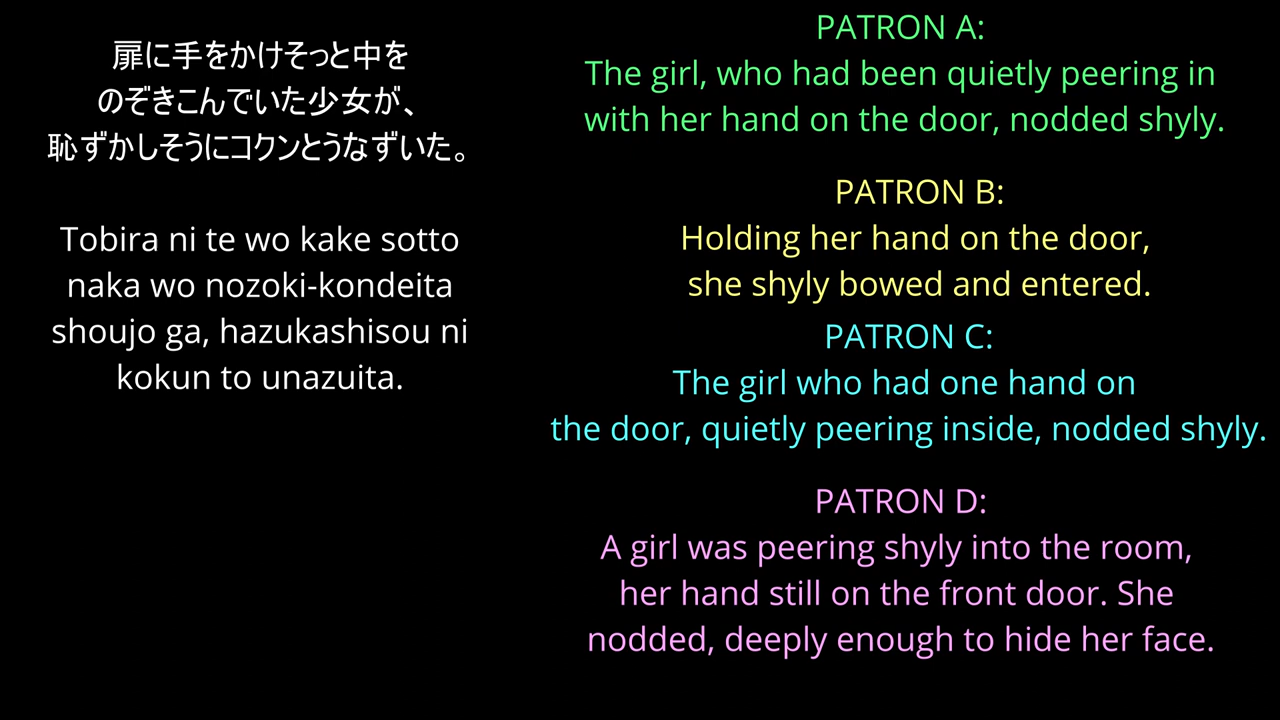 扉に手をかけそっと中を
のぞきこんでいた少女が、
恥ずかしそうにコクンとうなずいた。
Tobira ni te wo kake sotto
naka wo nozoki-kondeita
shoujo ga, hazukashisou ni
kokun to unazuita.
PATRON A:
The girl, who had been quietly peering in
with her hand on the door, nodded shyly.
PATRON B:
Holding her hand on the door,
she shyly bowed and entered.
PATRON C:
The girl who had one hand on
the door, quietly peering inside, nodded shyly.
PATRON D:
A girl was peering shyly into the room,
her hand still on the front door. She
nodded, deeply enough to hide her face.